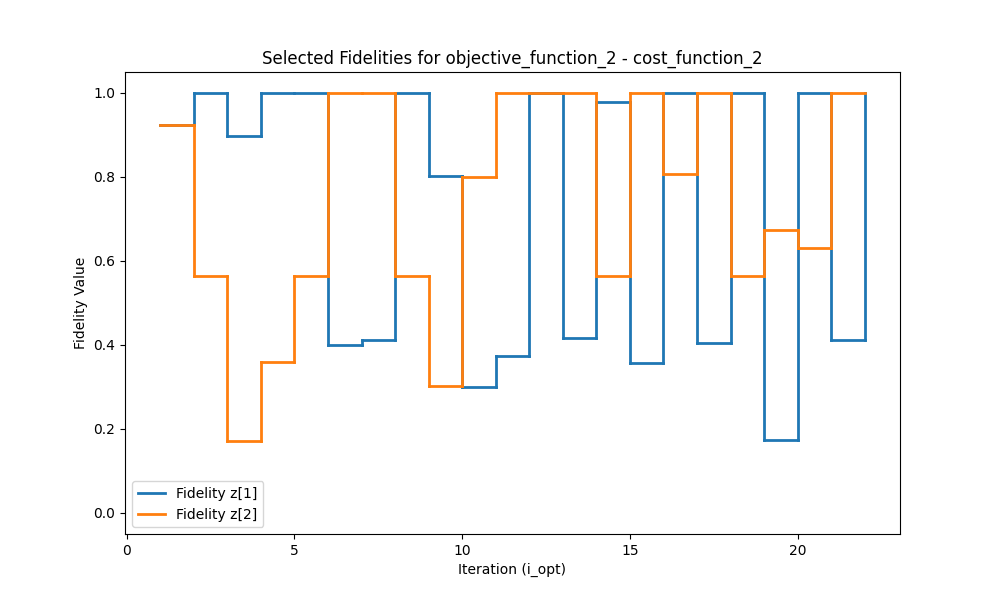 Selected Fidelities for objective_function_2 - cost_function_2
1.0
0.8
0.6
0.4
0.2
0.0
Fidelity Value
Fidelity z[1]
Fidelity z[2]
0
5
10
15
20
Iteration (i_opt)